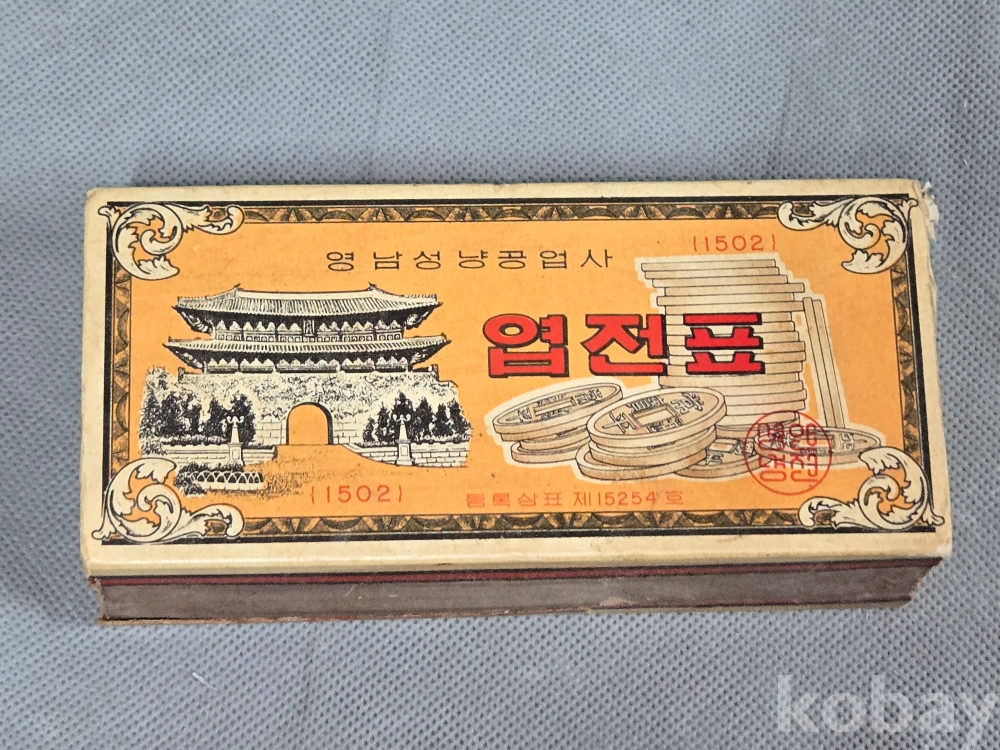 영남성냥공업사
{1502}
엽전표
{1502}
등록상표 제15254호
kobay